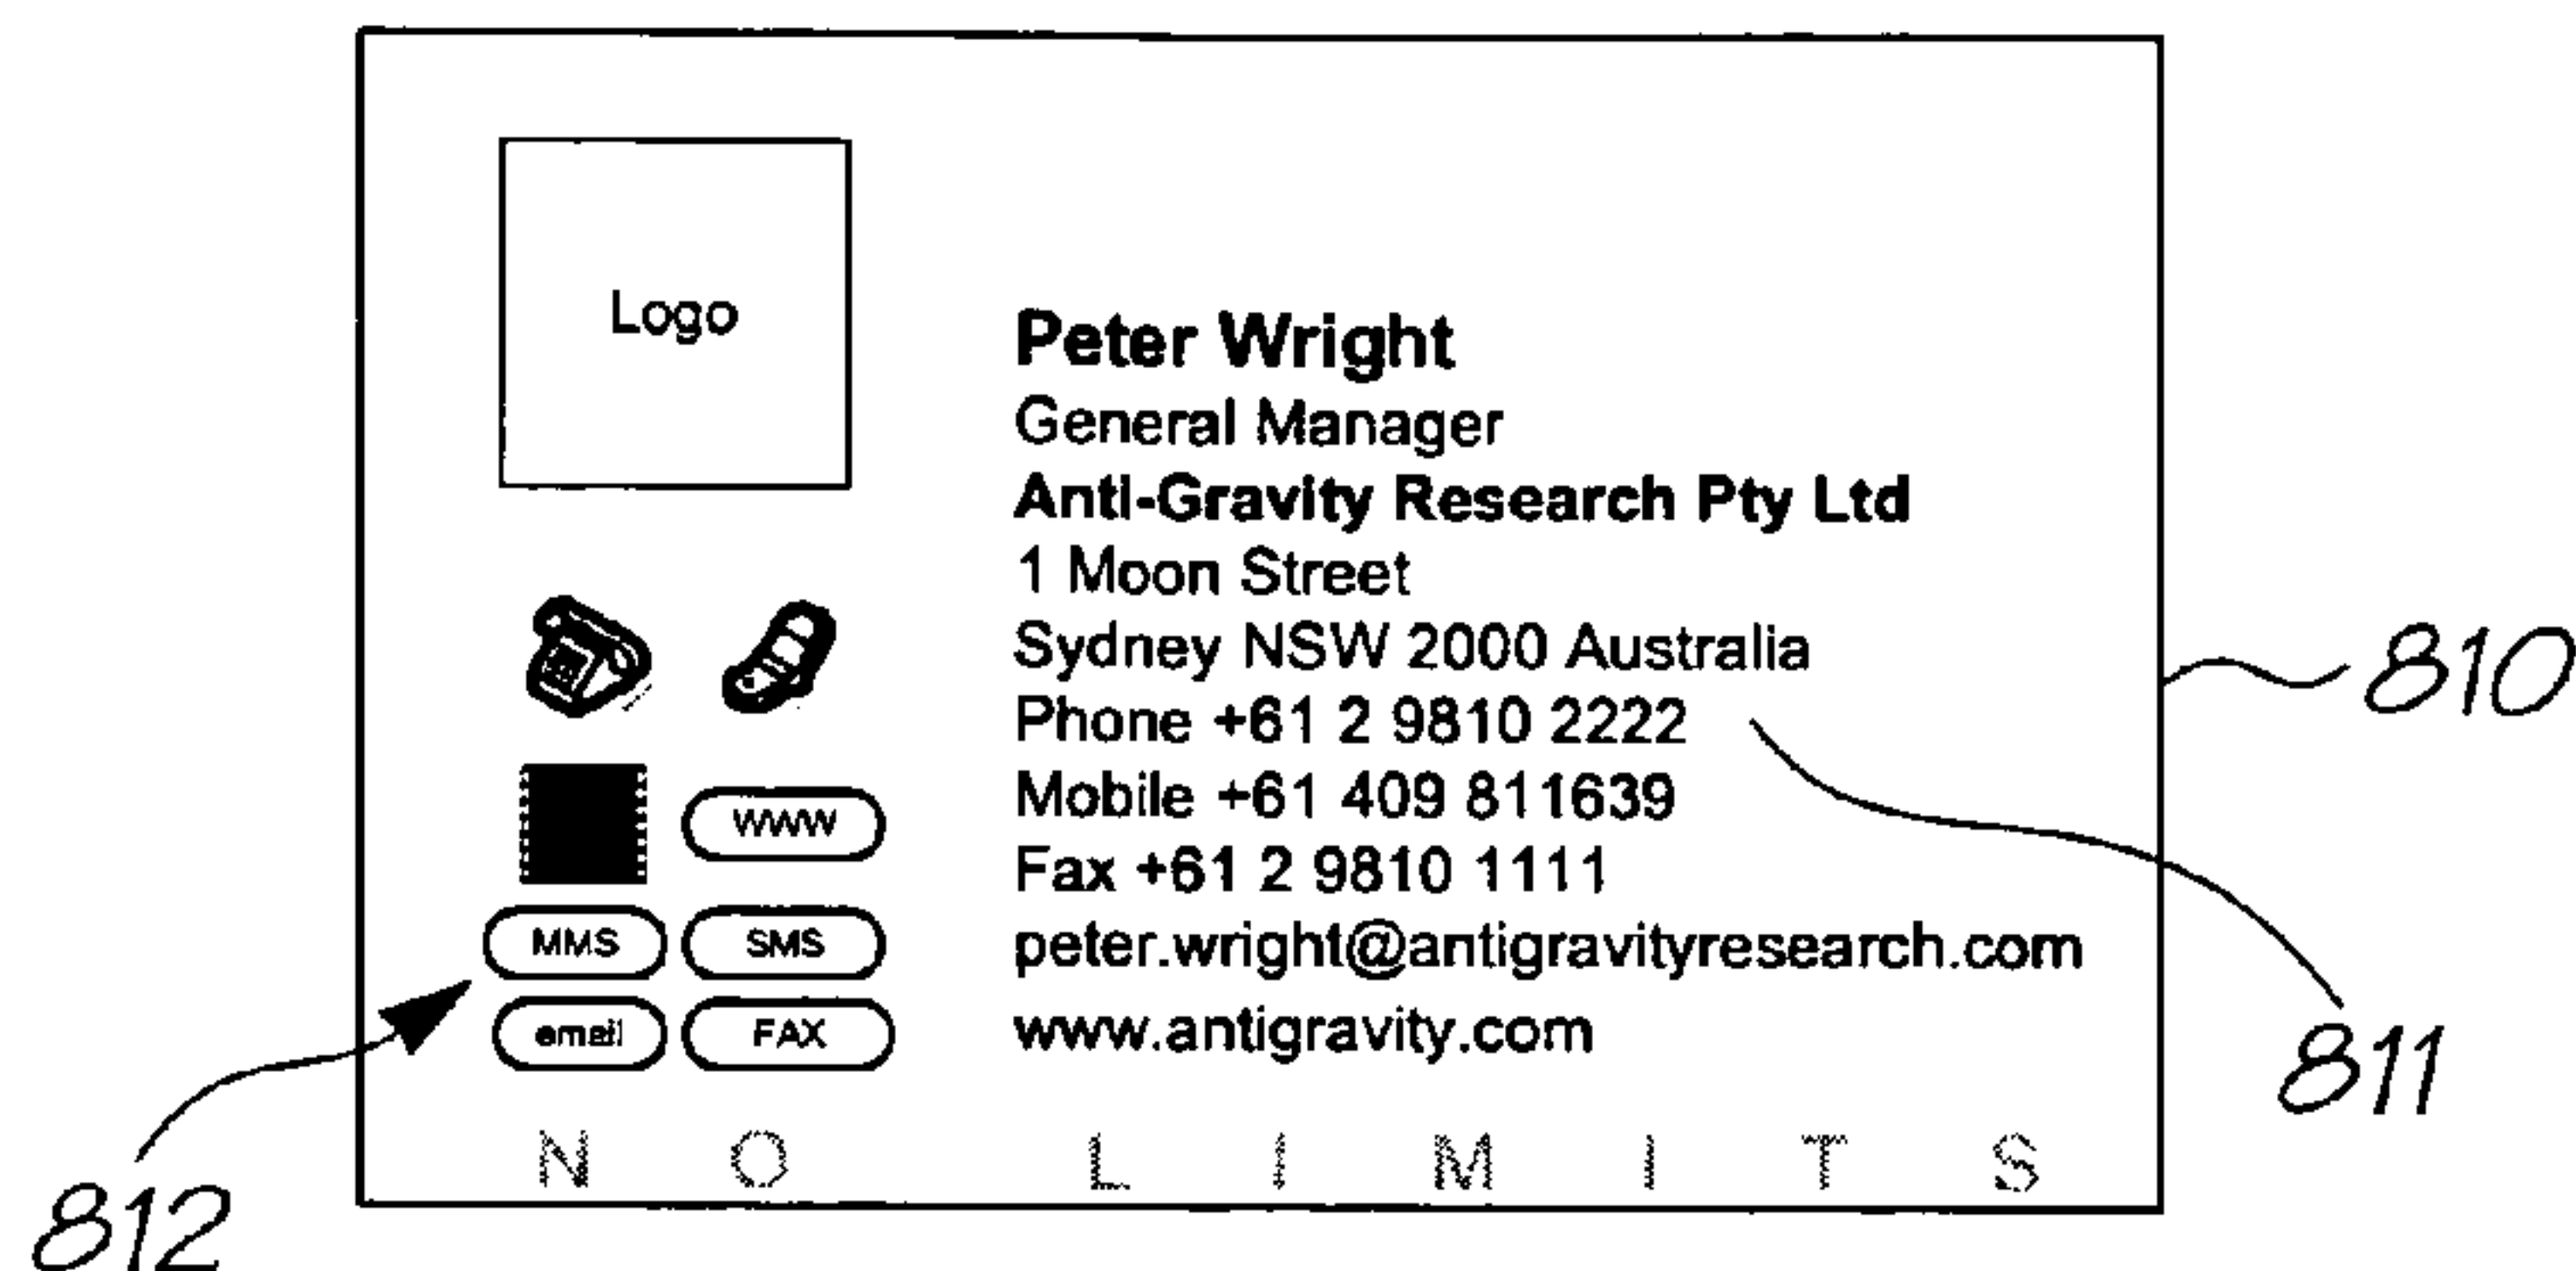 Logo
Peter Wright
General Manager
Anti-Gravity Research Pty Ltd
1 Moon Street
Sydney NSW 2000 Australia
Phone +61 2 9810 2222
Mobile +61 409 811639
Fax +61 2 9810 1111
peter.wright@antigravityresearch.com
www.antigravity.com
WWW
MMS SMS
email FAX
NO LIMITS
810
811
812